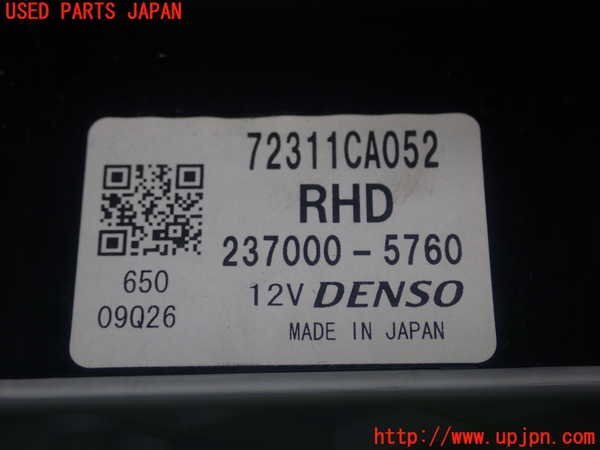 USED PARTS JAPAN
72311CA052
RHD
237000-5760
650
12V DENSO
09Q26
MADE IN JAPAN
http://www.upjpn.com/